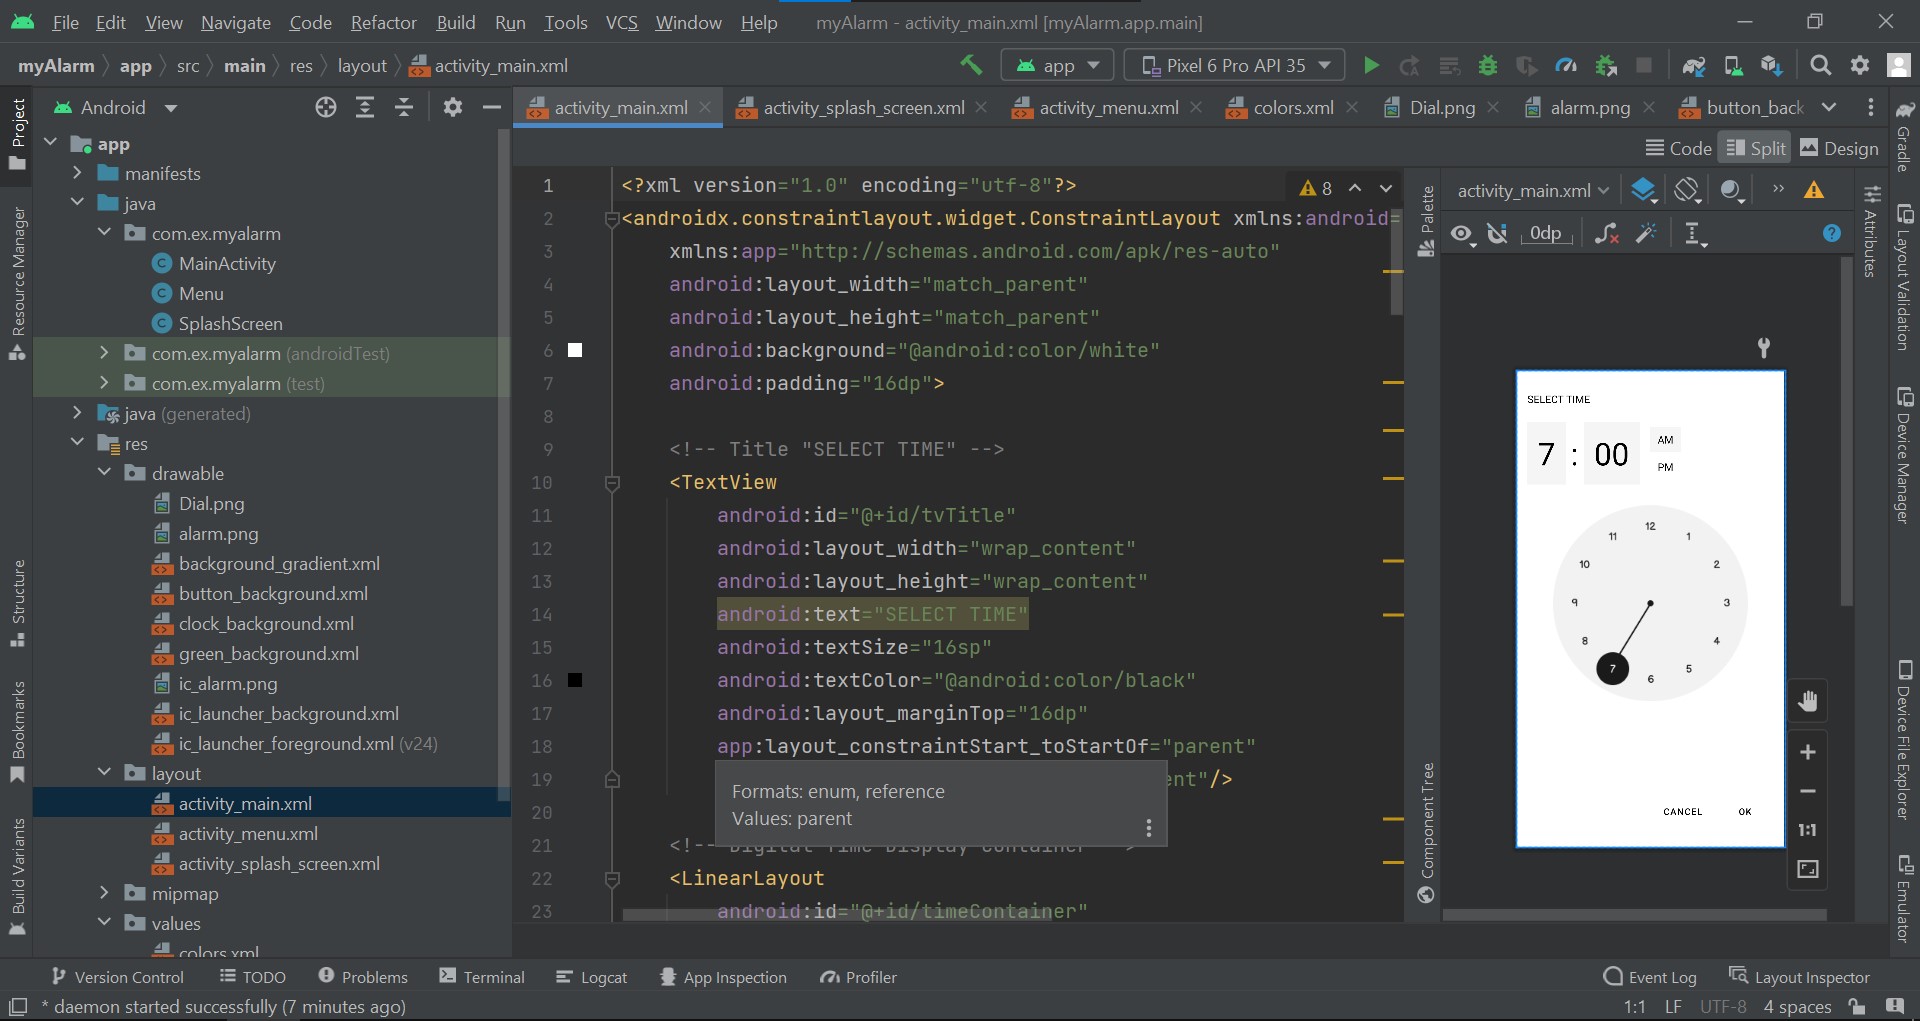 File Edit View Navigate Code Refactor Build Run Tools VCS Window Help myAlarm - activity_main.xml [myAlarm.app.main]
myAlarm app src main res layout activity_main.xml app Pixel 6 Pro API 35
Project
Resource Manager
Structure
Bookmarks
Build Variants
Android
app
manifests
java
com.ex.myalarm
MainActivity
Menu
SplashScreen
com.ex.myalarm (androidTest)
com.ex.myalarm (test)
java (generated)
res
drawable
Dial.png
alarm.png
background_gradient.xml
button_background.xml
clock_background.xml
green_background.xml
ic_alarm.png
ic_launcher_background.xml
ic_launcher_foreground.xml (v24)
layout
activity_main.xml
activity_menu.xml
activity_splash_screen.xml
mipmap
values
colors.xml
activity_main.xml activity_splash_screen.xml activity_menu.xml colors.xml Dial.png alarm.png button_back
Code Split Design
8
1 <?xml version="1.0" encoding="utf-8"?>
2 <androidx.constraintlayout.widget.ConstraintLayout xmlns:android=
3 xmlns:app="http://schemas.android.com/apk/res-auto"
4 android:layout_width="match_parent"
5 android:layout_height="match_parent"
6 android:background="@android:color/white"
7 android:padding="16dp">
8
9 <!-- Title "SELECT TIME" -->
10 <TextView
11 android:id="@+id/tvTitle"
12 android:layout_width="wrap_content"
13 android:layout_height="wrap_content"
14 android:text="SELECT TIME"
15 android:textSize="16sp"
16 android:textColor="@android:color/black"
17 android:layout_marginTop="16dp"
18 app:layout_constraintStart_toStartOf="parent"
19 ent"/>
20
21 <!-- Digital Time Display Container
22 <LinearLayout
23 android:id="@+id/timeContainer"
Formats: enum, reference
Values: parent
Palette
Component Tree
activity_main.xml
0dp
SELECT TIME
7 : 00
AM
PM
12
11 1
10 2
9 3
8 4
7 6 5
CANCEL OK
1:1
Attributes
Gradle
Layout Validation
Device Manager
Device File Explorer
Emulator
Version Control TODO Problems Terminal Logcat App Inspection Profiler Event Log Layout Inspector
* daemon started successfully (7 minutes ago) 1:1 LF UTF-8 4 spaces